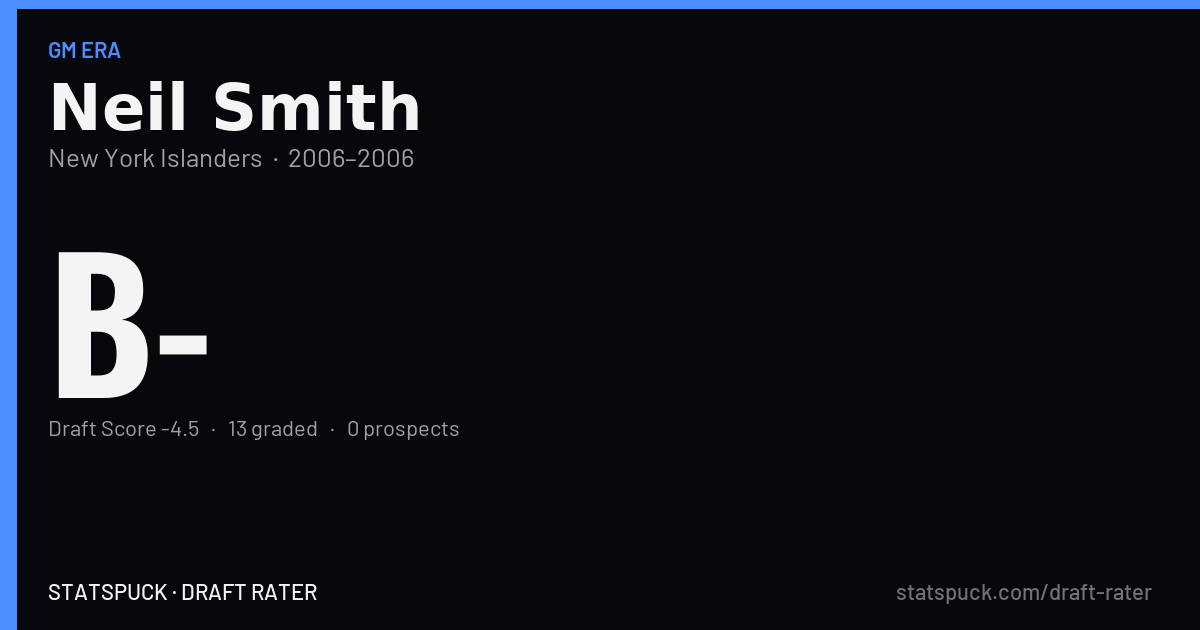 GM ERA
Neil Smith
New York Islanders · 2006–2006
B-
Draft Score -4.5 · 13 graded · 0 prospects
STATSPUCK · DRAFT RATER
statspuck.com/draft-rater